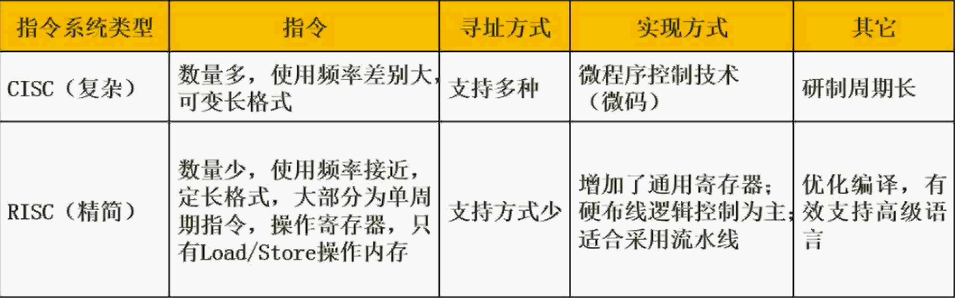 指令系统类型 指令 寻址方式 实现方式 其它
CISC（复杂）
数量多，使用频率差别大，
可变长格式
支持多种
微程序控制技术
（微码）
研制周期长
RISC（精简）
数量少，使用频率接近，
定长格式，大部分为单周
期指令，操作寄存器，只
有Load/Store操作内存
支持方式少
增加了通用寄存器；
硬布线逻辑控制为主；
适合采用流水线
优化编译，有
效支持高级语
言